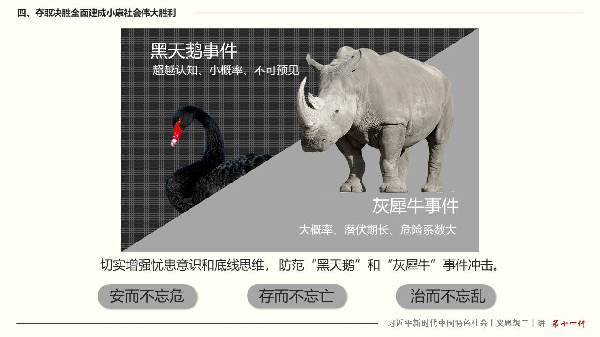 四、夺取决胜全面建成小康社会伟大胜利
黑天鹅事件
超越认知、小概率、不可预见
灰犀牛事件
大概率、潜伏期长、危险系数大
切实增强忧患意识和底线思维，防范“黑天鹅”和“灰犀牛”事件冲击。
安而不忘危
存而不忘亡
治而不忘乱
习近平新时代中国特色社会主义思想三十讲 第十一讲